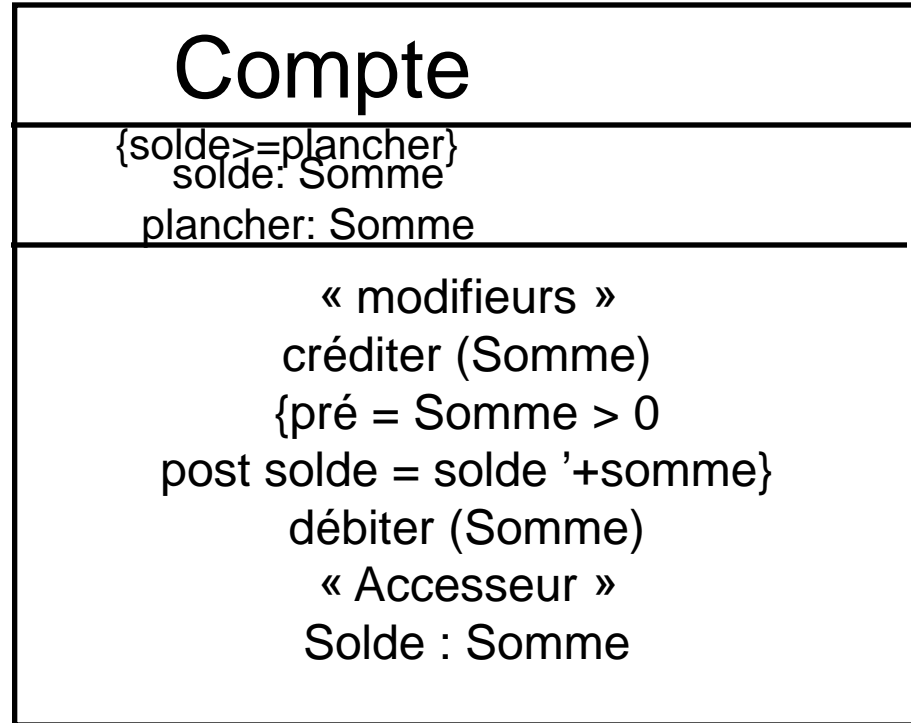 Compte
{solde>=plancher}
solde: Somme
plancher: Somme
« modifieurs »
créditer (Somme)
{pré = Somme > 0
post solde = solde ’+somme}
débiter (Somme)
« Accesseur »
Solde : Somme